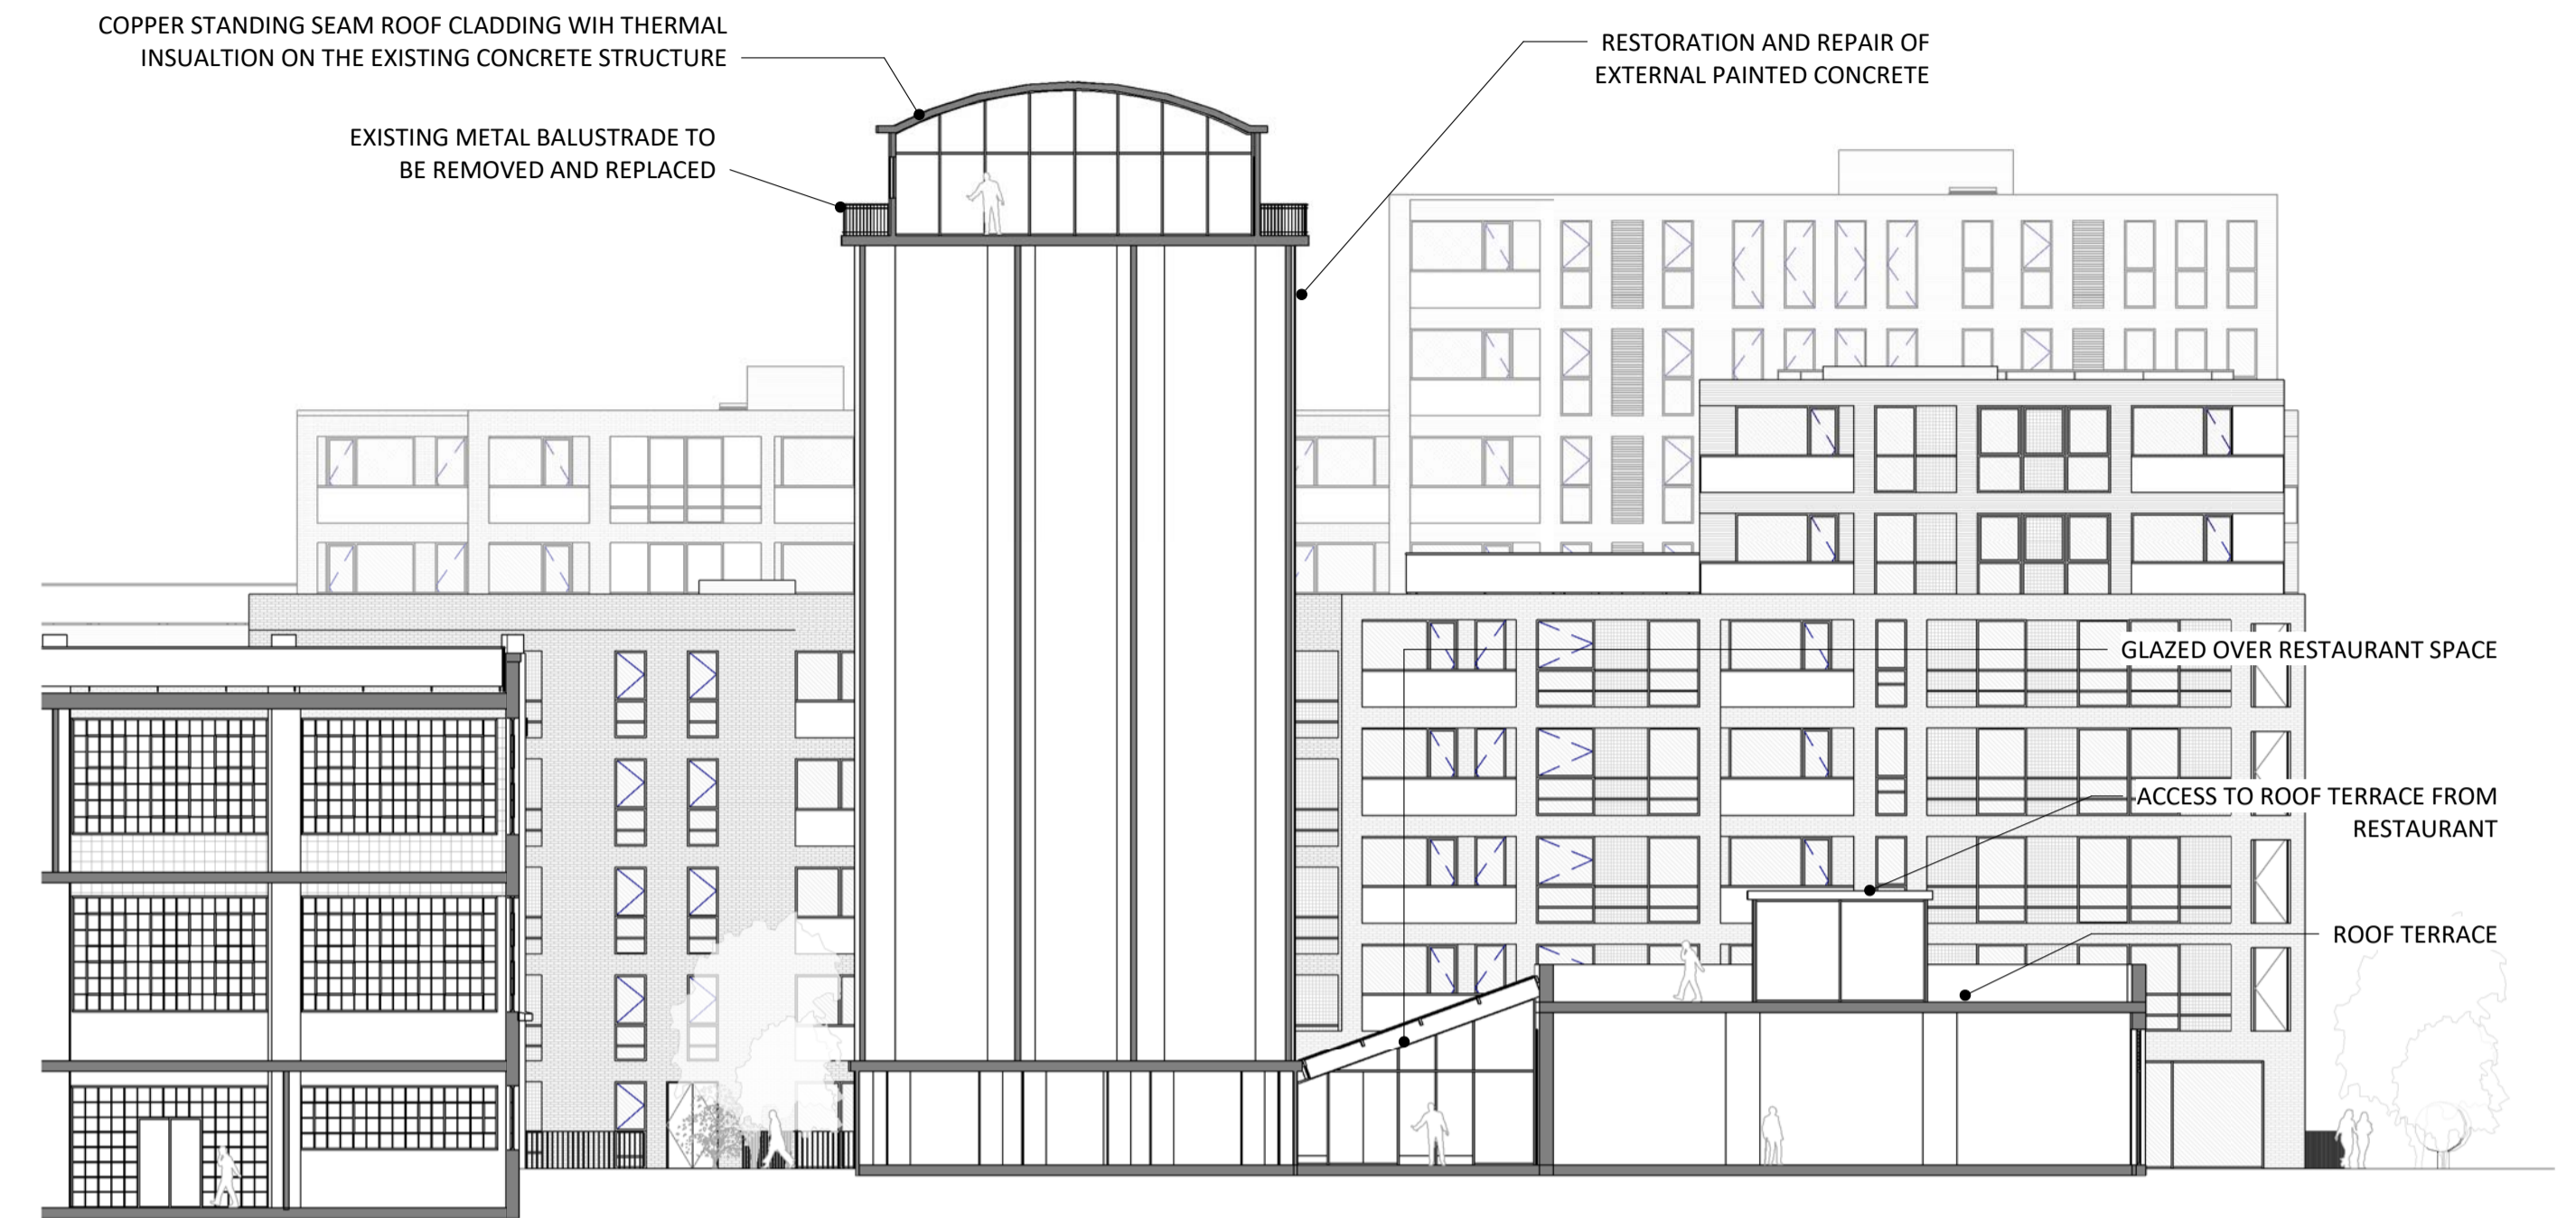 COPPER STANDING SEAM ROOF CLADDING WIH THERMAL
INSUALTION ON THE EXISTING CONCRETE STRUCTURE
RESTORATION AND REPAIR OF
EXTERNAL PAINTED CONCRETE
EXISTING METAL BALUSTRADE TO
BE REMOVED AND REPLACED
GLAZED OVER RESTAURANT SPACE
ACCESS TO ROOF TERRACE FROM
RESTAURANT
ROOF TERRACE